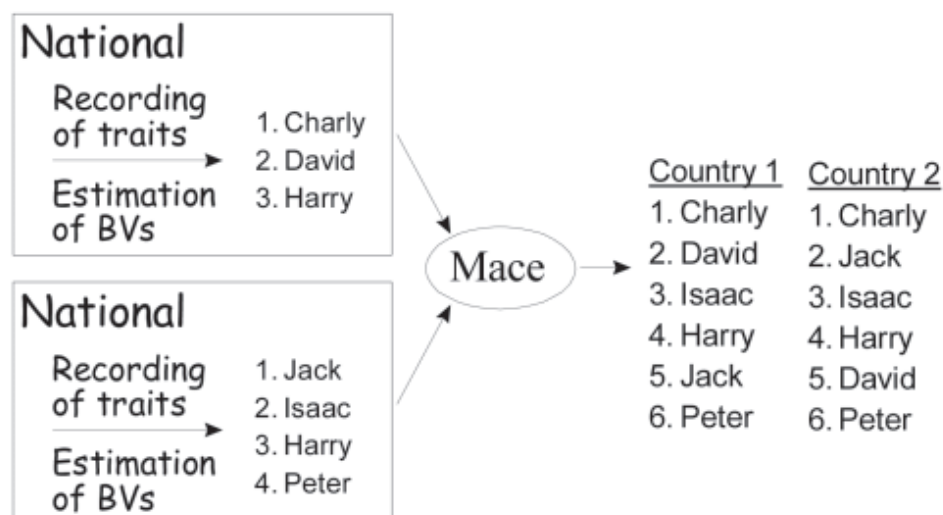 National
Recording
of traits
Estimation
of BVs
1. Charly
2. David
3. Harry
National
Recording
of traits
Estimation
of BVs
1. Jack
2. Isaac
3. Harry
4. Peter
Mace
Country 1
1. Charly
2. David
3. Isaac
4. Harry
5. Jack
6. Peter
Country 2
1. Charly
2. Jack
3. Isaac
4. Harry
5. David
6. Peter